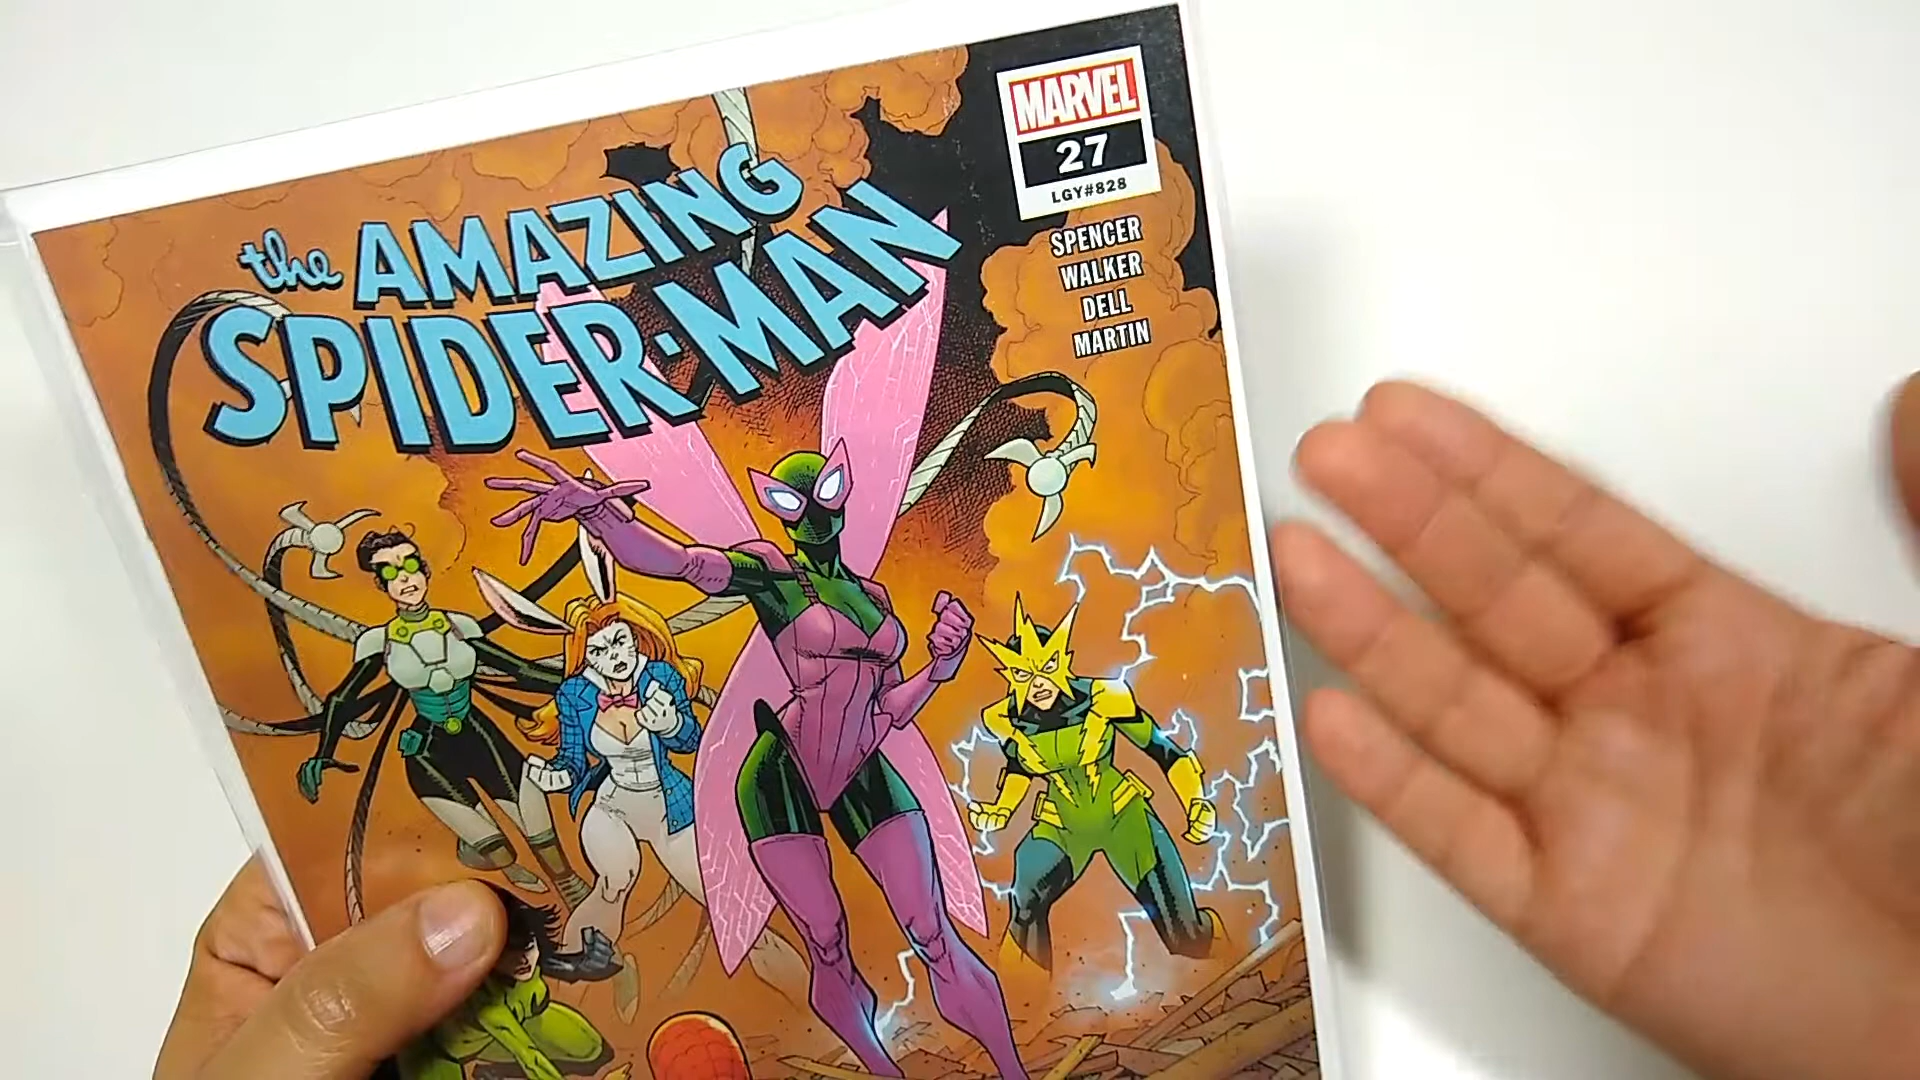 the AMAZING
SPIDER-MAN
MARVEL
27
LGY#828
SPENCER
WALKER
DELL
MARTIN